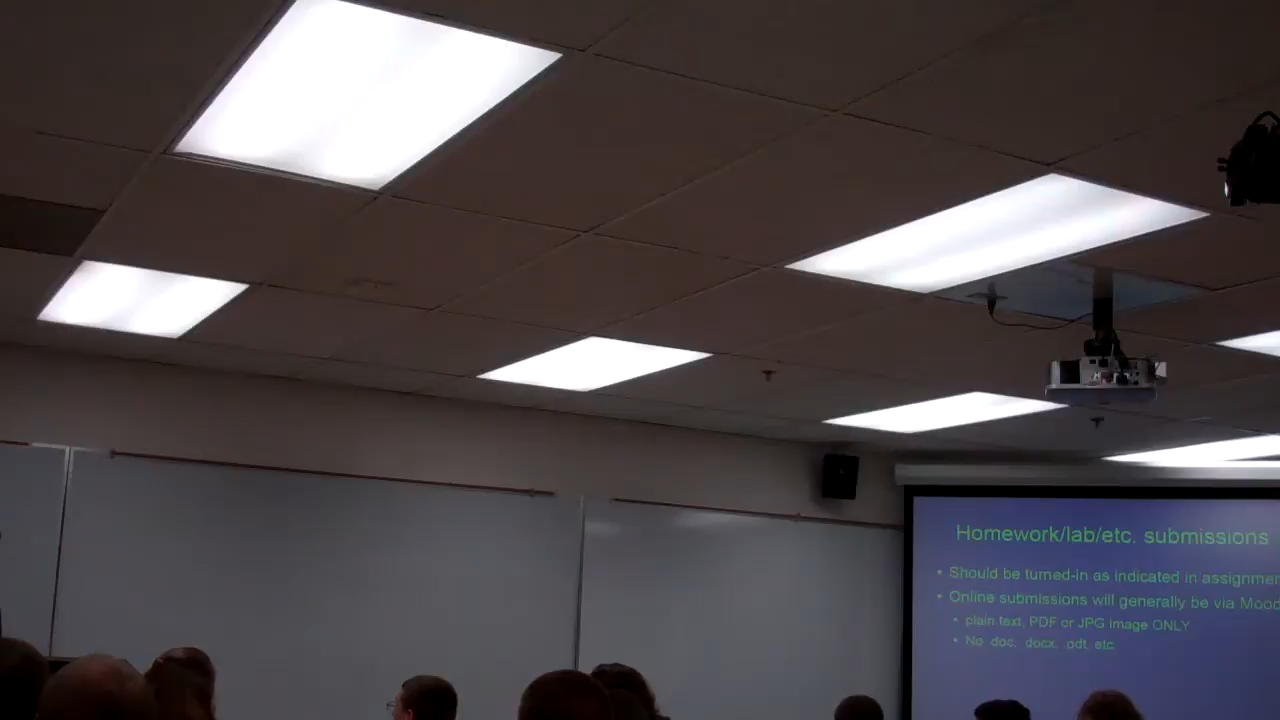 Homework/lab/etc. submissions
• Should be turned-in as indicated in assignmen
• Online submissions will generally be via Mood
• plain text, PDF or JPG image ONLY
• No .doc, .docx, .odt, etc.